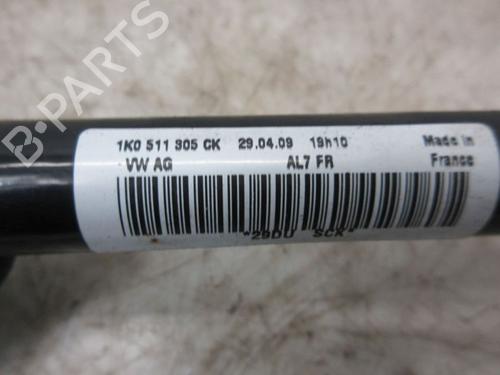 1K0 511 305 CK 29.04.09 19h10 Made in
VW AG AL7 FR France
*29DU SCX*
B-PARTS